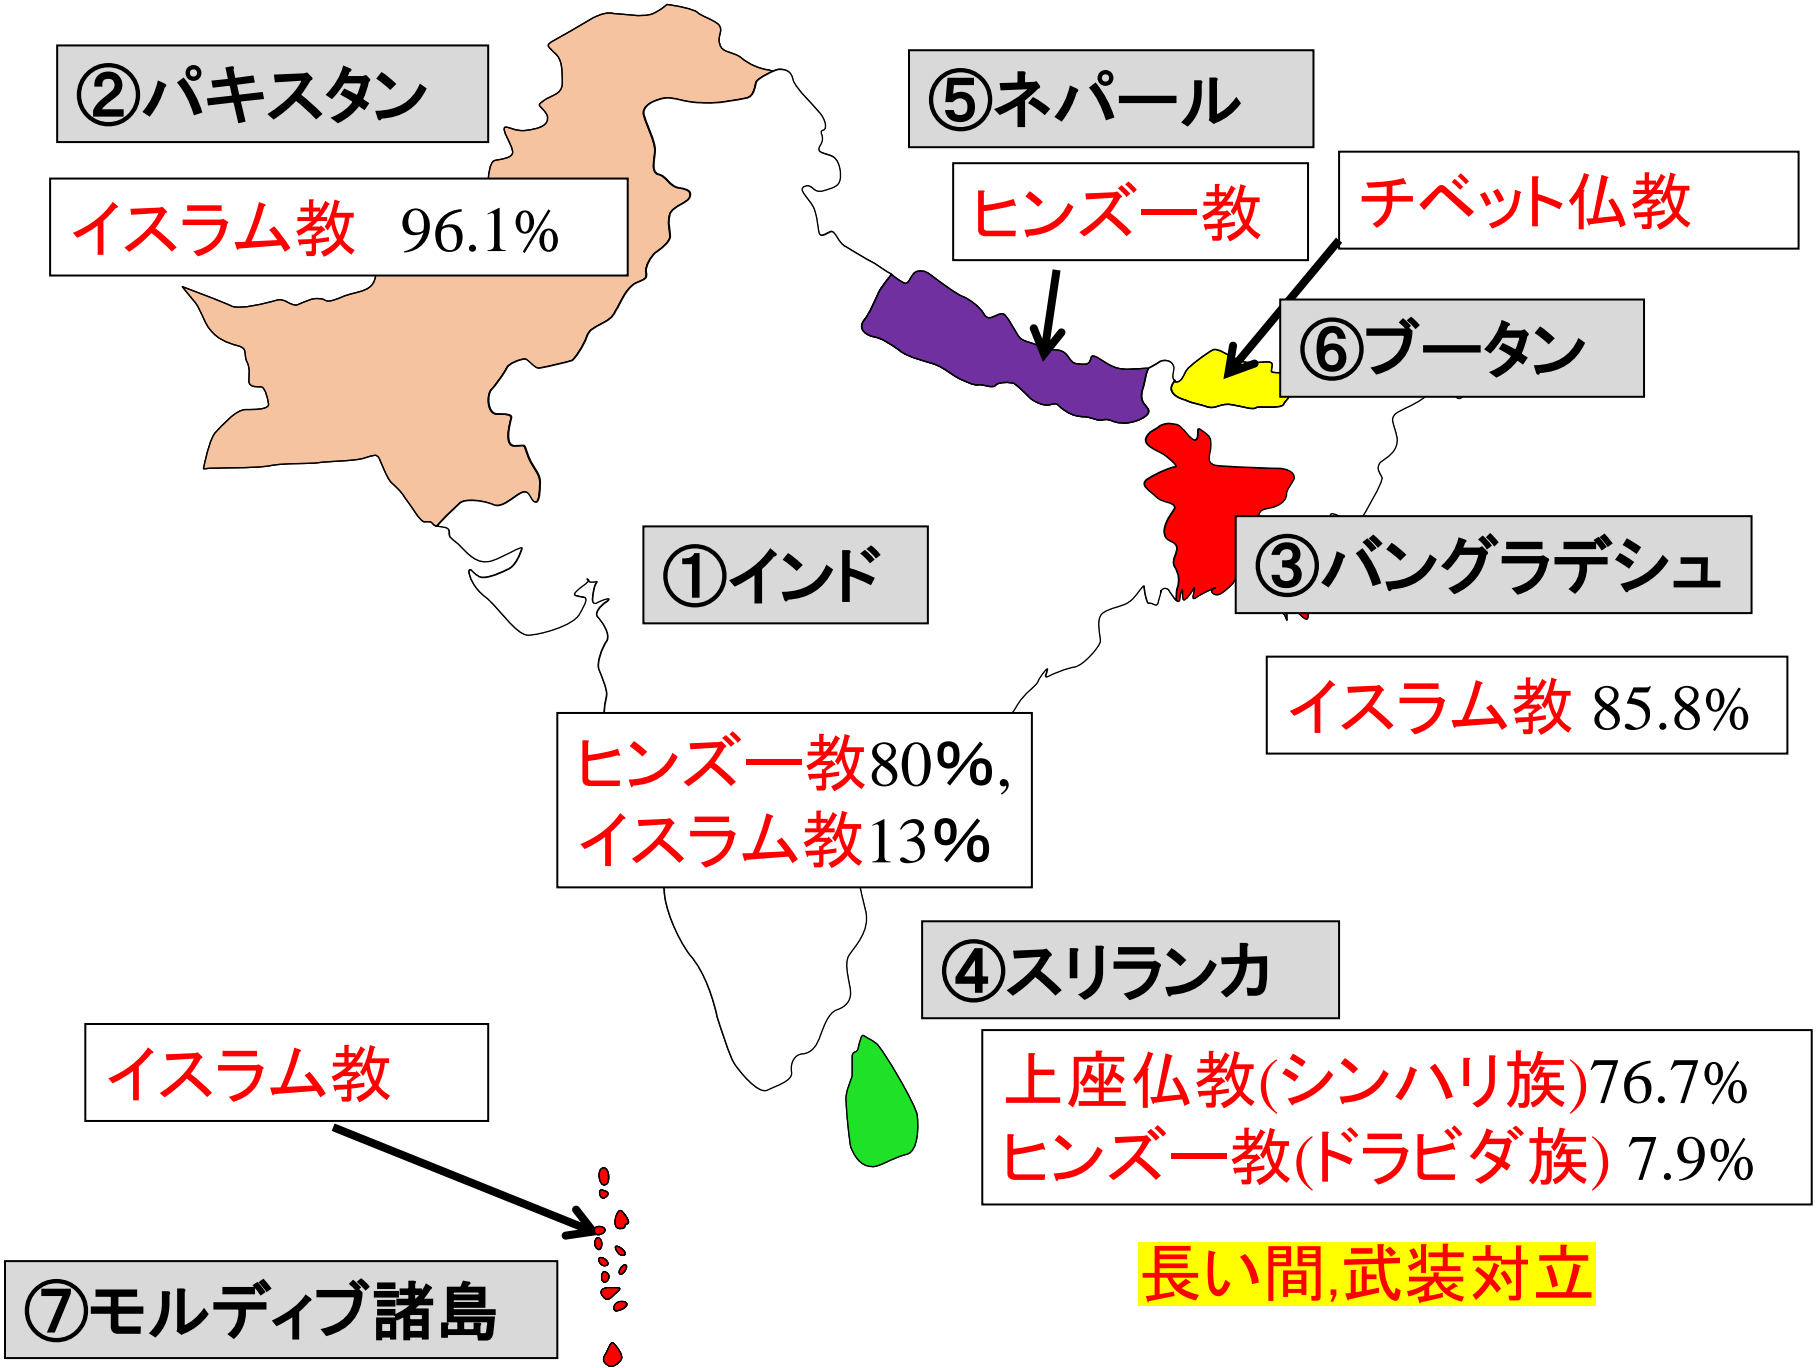 ②パキスタン
イスラム教 96.1%
⑤ネパール
ヒンズー教
チベット仏教
⑥ブータン
①インド
ヒンズー教80%,
イスラム教13%
③バングラデシュ
イスラム教 85.8%
④スリランカ
上座仏教(シンハリ族)76.7%
ヒンズー教(ドラビダ族) 7.9%
長い間,武装対立
イスラム教
⑦モルディブ諸島